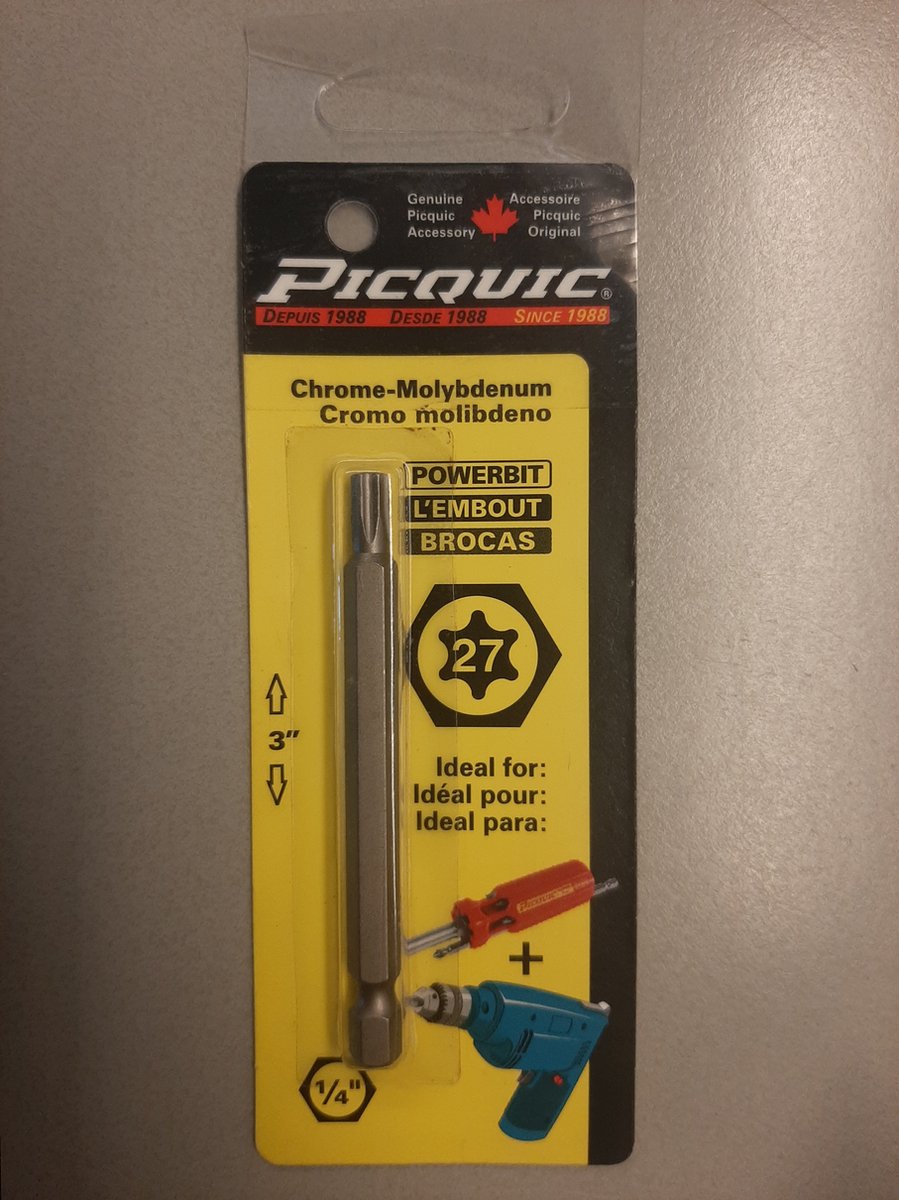 Genuine Accessoire
Picquic Picquic
Accessory Original
PICQUIC®
DEPUIS 1988 DESDE 1988 SINCE 1988
Chrome-Molybdenum
Cromo molibdeno
POWERBIT
L'EMBOUT
BROCAS
27
3"
Ideal for:
Idéal pour:
Ideal para:
PICQUIC
+
1/4"